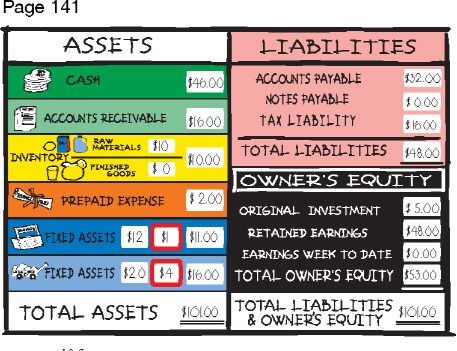 Page 141
ASSETS
CASH $46.00
ACCOUNTS RECEIVABLE $16.00
INVENTORY RAW MATERIALS $10 FINISHED GOODS $0 $10.00
PREPAID EXPENSE $2.00
FIXED ASSETS $12 $1 $11.00
FIXED ASSETS $20 $4 $16.00
TOTAL ASSETS $101.00
LIABILITIES
ACCOUNTS PAYABLE $32.00
NOTES PAYABLE $0.00
TAX LIABILITY $16.00
TOTAL LIABILITIES $48.00
OWNER'S EQUITY
ORIGINAL INVESTMENT $5.00
RETAINED EARNINGS $48.00
EARNINGS WEEK TO DATE $0.00
TOTAL OWNER'S EQUITY $53.00
TOTAL LIABILITIES
& OWNER'S EQUITY $101.00